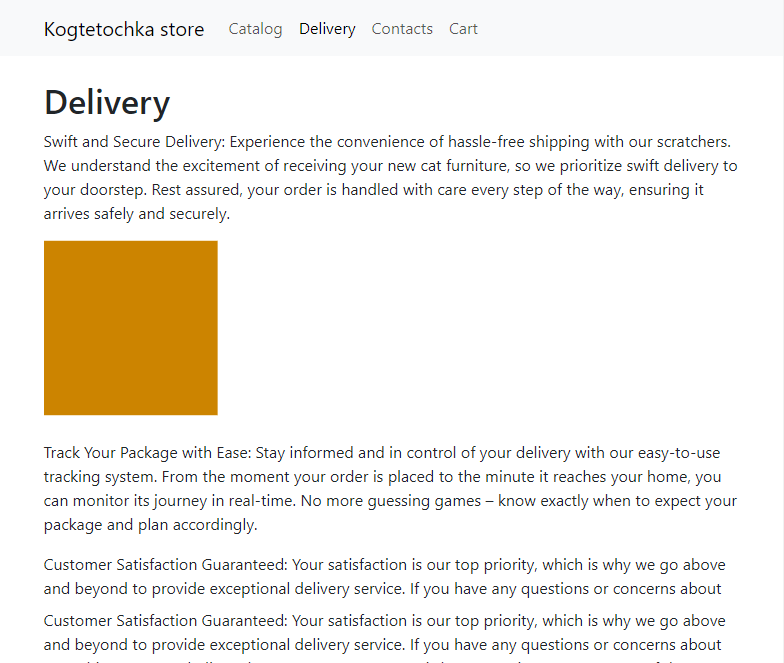 Kogtetochka store Catalog Delivery Contacts Cart
Delivery
Swift and Secure Delivery: Experience the convenience of hassle-free shipping with our scratchers.
We understand the excitement of receiving your new cat furniture, so we prioritize swift delivery to
your doorstep. Rest assured, your order is handled with care every step of the way, ensuring it
arrives safely and securely.
Track Your Package with Ease: Stay informed and in control of your delivery with our easy-to-use
tracking system. From the moment your order is placed to the minute it reaches your home, you
can monitor its journey in real-time. No more guessing games – know exactly when to expect your
package and plan accordingly.
Customer Satisfaction Guaranteed: Your satisfaction is our top priority, which is why we go above
and beyond to provide exceptional delivery service. If you have any questions or concerns about
Customer Satisfaction Guaranteed: Your satisfaction is our top priority, which is why we go above
and beyond to provide exceptional delivery service. If you have any questions or concerns about